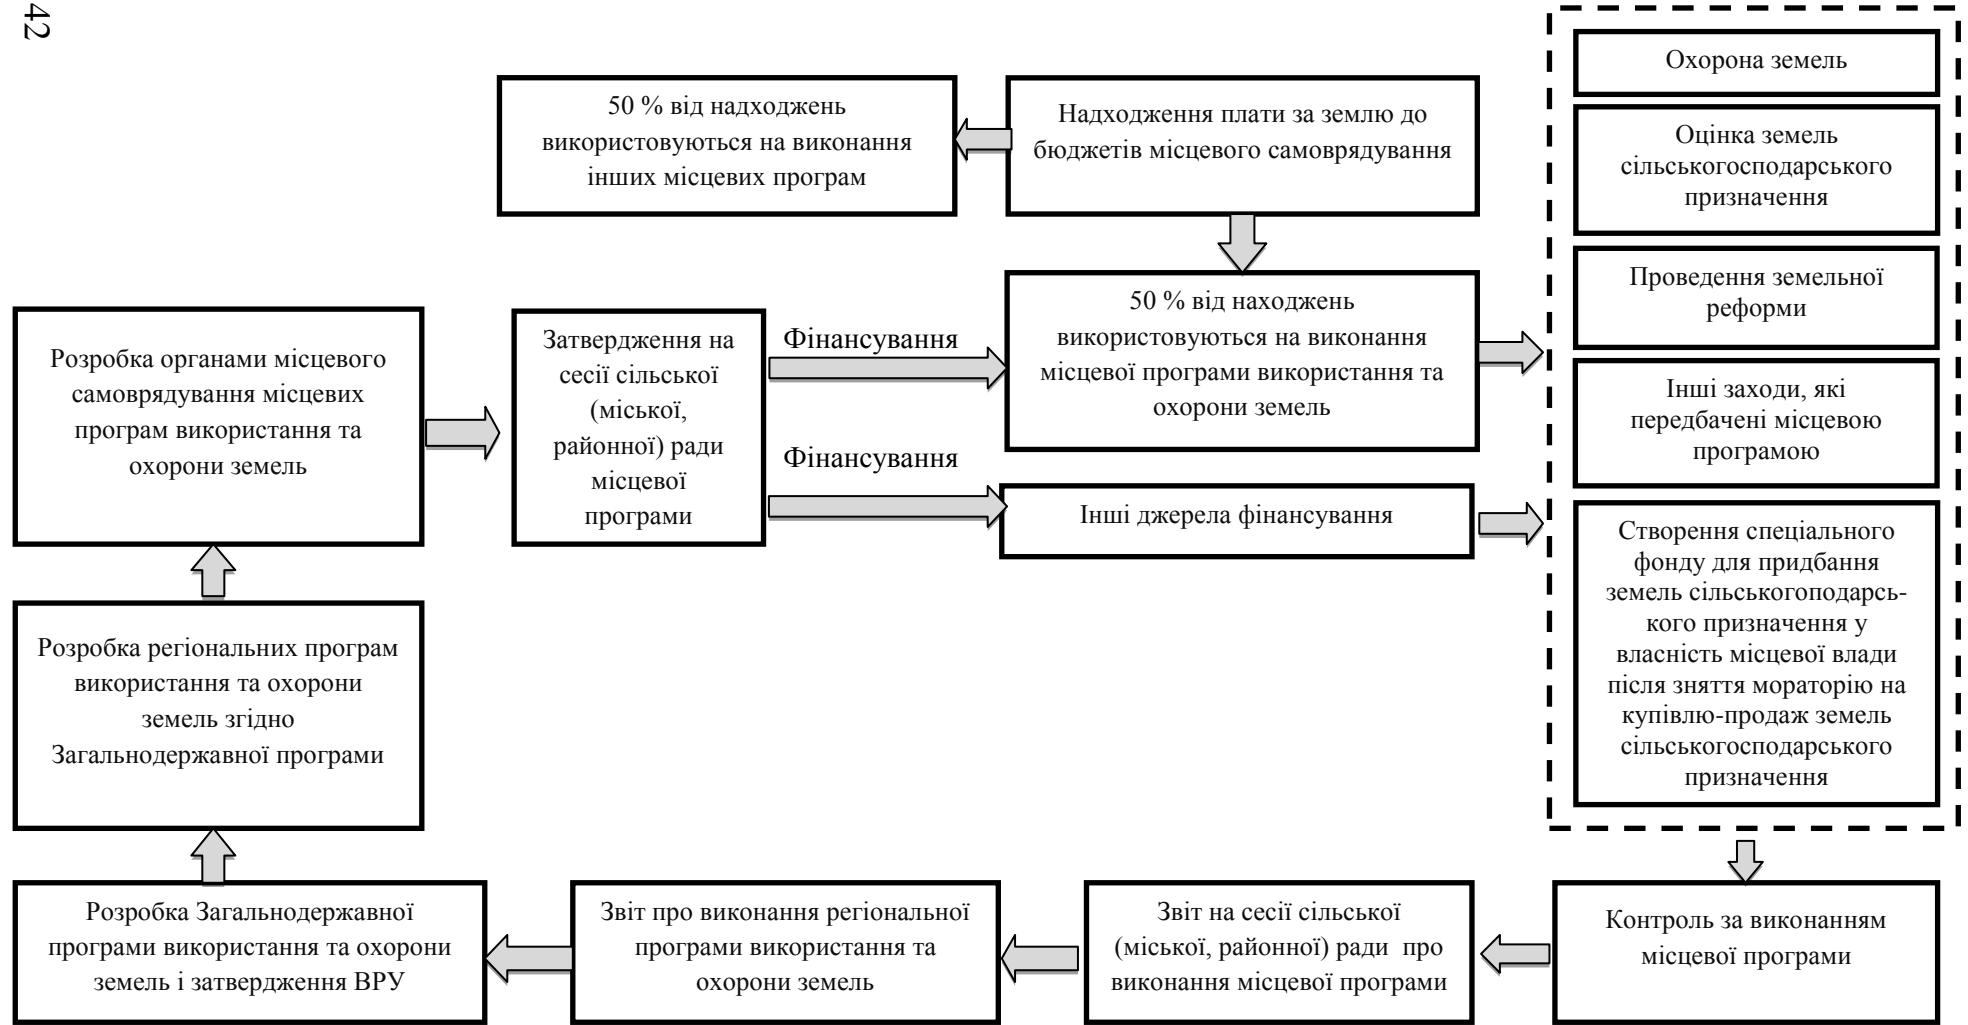 42
50 % від надходжень
використовуються на виконання
інших місцевих програм
Надходження плати за землю до
бюджетів місцевого самоврядування
Охорона земель
Оцінка земель
сільськогосподарського
призначення
Проведення земельної
реформи
Інші заходи, які
передбачені місцевою
програмою
Створення спеціального
фонду для придбання
земель сільськогоподарсь-
кого призначення у
власність місцевої влади
після зняття мораторію на
купівлю-продаж земель
сільськогосподарського
призначення
50 % від находжень
використовуються на виконання
місцевої програми використання та
охорони земель
Розробка органами місцевого
самоврядування місцевих
програм використання та
охорони земель
Затвердження на
сесії сільської
(міської,
районної) ради
місцевої
програми
Фінансування
Фінансування
Інші джерела фінансування
Розробка регіональних програм
використання та охорони
земель згідно
Загальнодержавної програми
Розробка Загальнодержавної
програми використання та охорони
земель і затвердження ВРУ
Звіт про виконання регіональної
програми використання та
охорони земель
Звіт на сесії сільської
(міської, районної) ради  про
виконання місцевої програми
Контроль за виконанням
місцевої програми